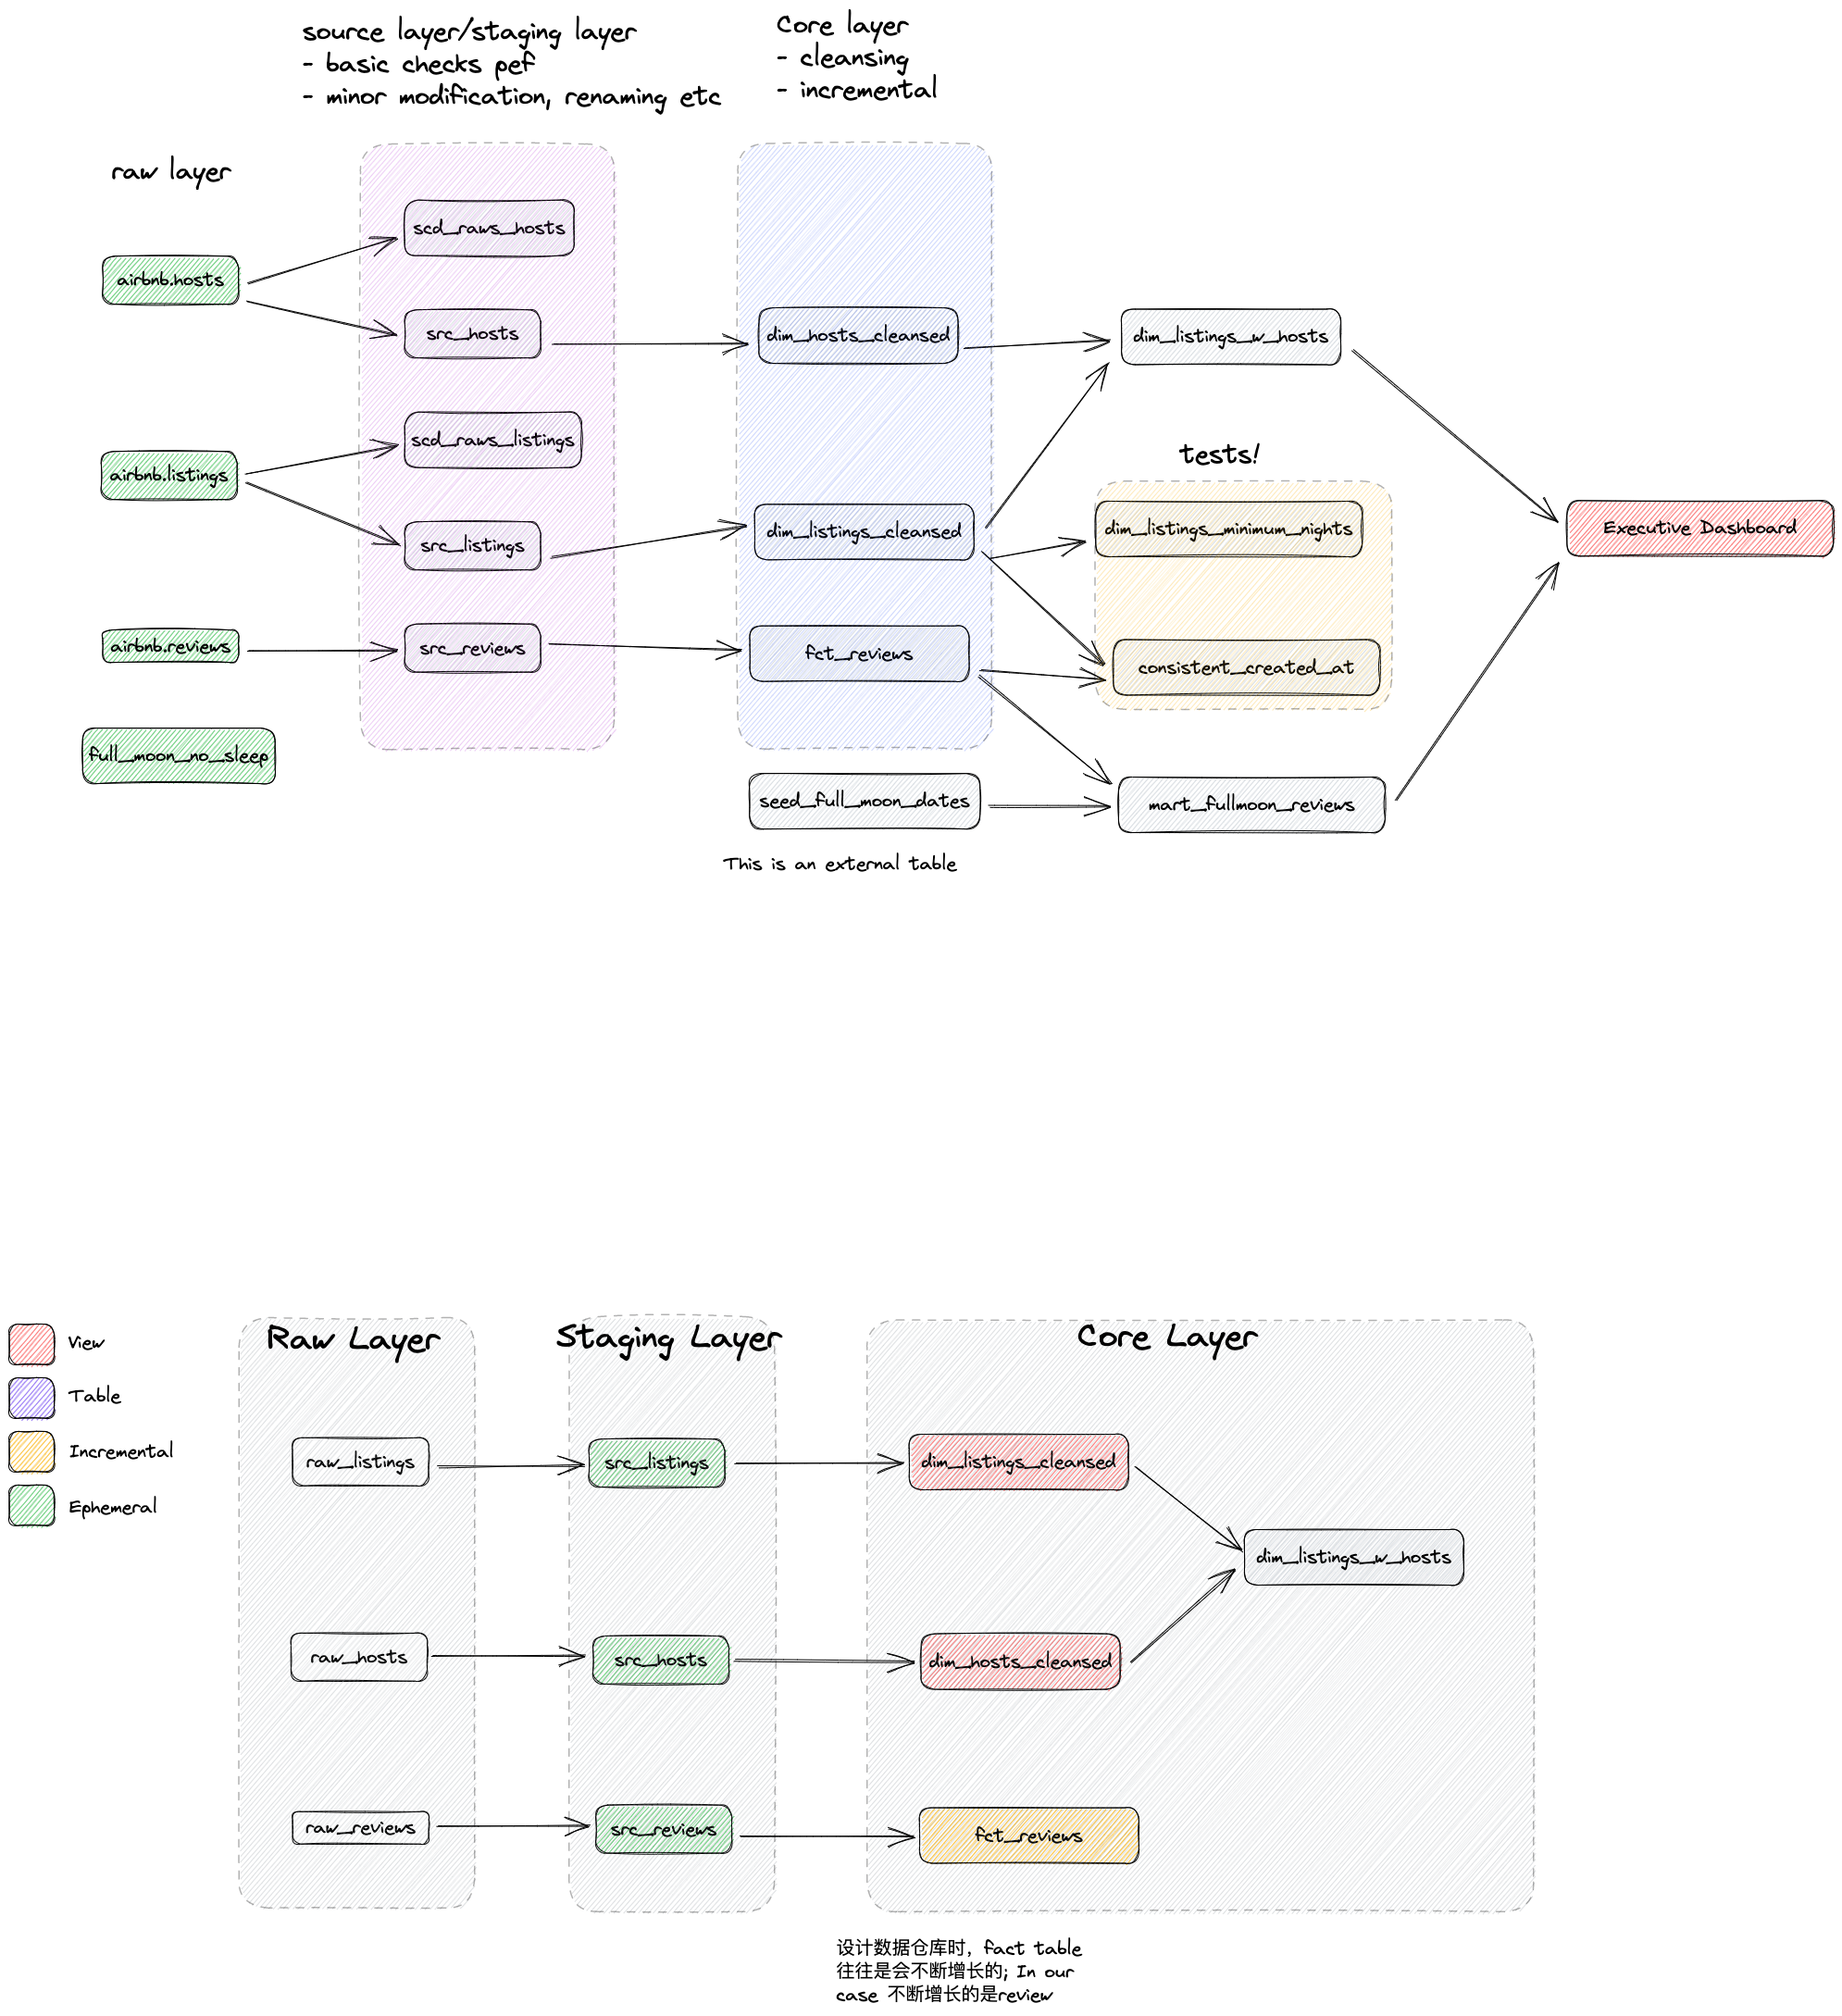 source layer/staging layer
- basic checks pef
- minor modification, renaming etc
Core layer
- cleansing
- incremental
raw layer
scd_raws_hosts
airbnb.hosts
src_hosts
dim_hosts_cleansed
dim_listings_w_hosts
scd_raws_listings
tests!
airbnb.listings
src_listings
dim_listings_cleansed
dim_listings_minimum_nights
Executive Dashboard
airbnb.reviews
src_reviews
fct_reviews
consistent_created_at
full_moon_no_sleep
seed_full_moon_dates
mart_fullmoon_reviews
This is an external table
View
Table
Incremental
Ephemeral
Raw Layer
Staging Layer
Core Layer
raw_listings
src_listings
dim_listings_cleansed
dim_listings_w_hosts
raw_hosts
src_hosts
dim_hosts_cleansed
raw_reviews
src_reviews
fct_reviews
设计数据仓库时，fact table
往往是会不断增长的; In our
case 不断增长的是review